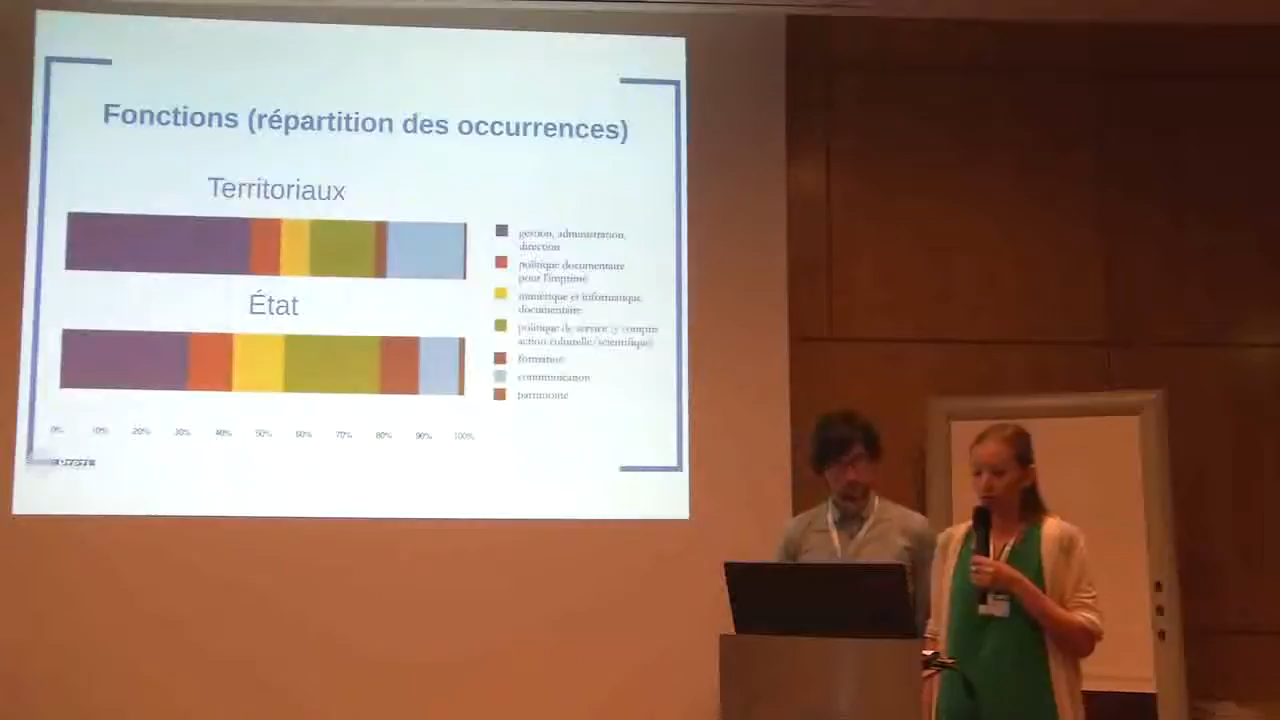 Fonctions (répartition des occurrences)
Territoriaux
gestion, administration,
direction
politique documentaire
pour l'imprimé
numérique et informatique
documentaire
État
politique de service (y compris
action culturelle/scientifique)
formation
communication
patrimoine
0% 10% 20% 30% 40% 50% 60% 70% 80% 90% 100%